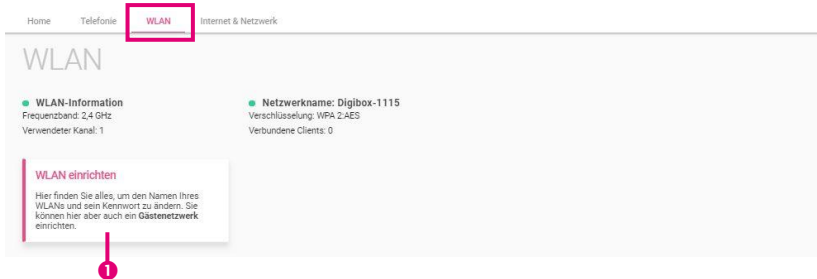 Home Telefonie WLAN Internet & Netzwerk
WLAN
WLAN-Information
Frequenzband: 2,4 GHz
Verwendeter Kanal: 1
Netzwerkname: Digibox-1115
Verschlüsselung: WPA 2:AES
Verbundene Clients: 0
WLAN einrichten
Hier finden Sie alles, um den Namen Ihres
WLANs und sein Kennwort zu ändern. Sie
können hier aber auch ein Gästenetzwerk
einrichten.
1